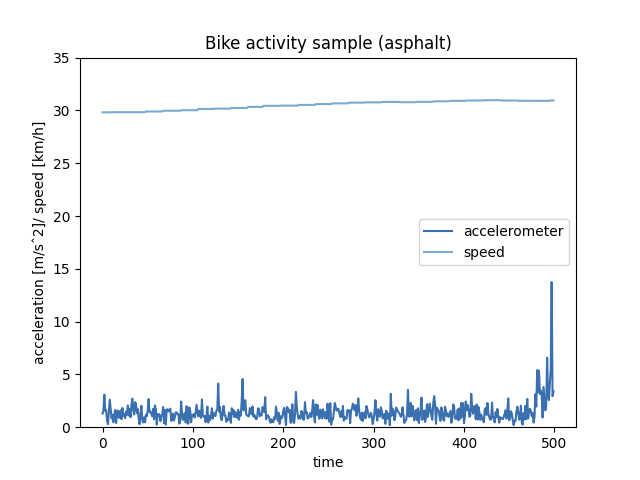 Bike activity sample (asphalt)
35
30
25
20
15
10
5
0
acceleration [m/s^2]/ speed [km/h]
accelerometer
speed
0 100 200 300 400 500
time